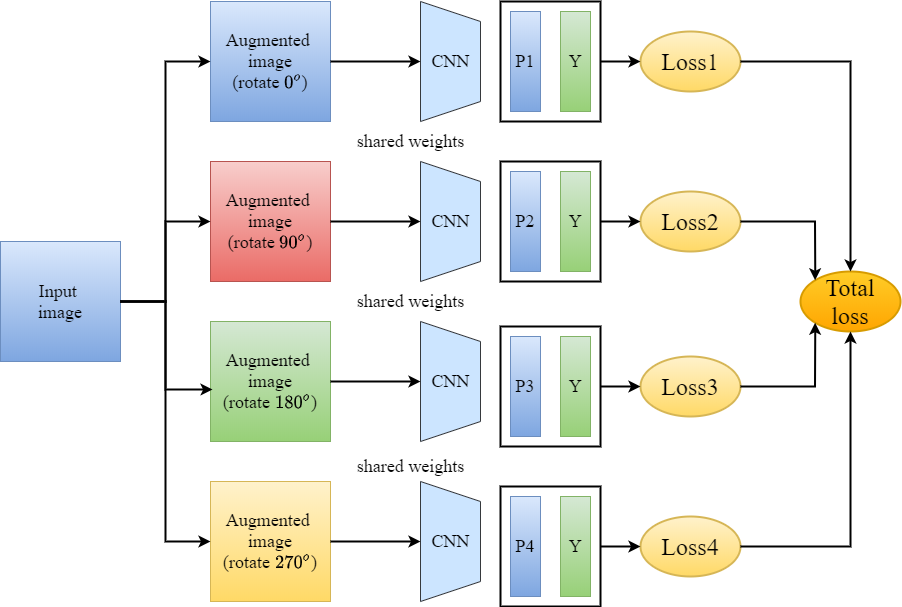 Augmented
image
(rotate 0°)
CNN
P1
Y
Loss1
shared weights
Augmented
image
(rotate 90°)
CNN
P2
Y
Loss2
Input
image
shared weights
Total
loss
Augmented
image
(rotate 180°)
CNN
P3
Y
Loss3
shared weights
Augmented
image
(rotate 270°)
CNN
P4
Y
Loss4